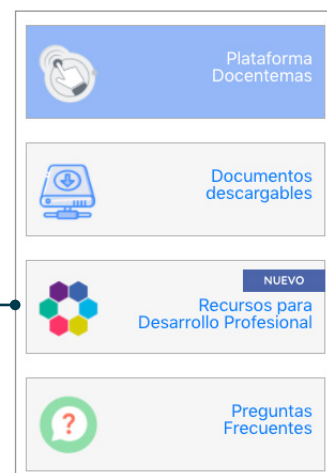 Plataforma
Docentemas
Documentos
descargables
NUEVO
Recursos para
Desarrollo Profesional
?
Preguntas
Frecuentes